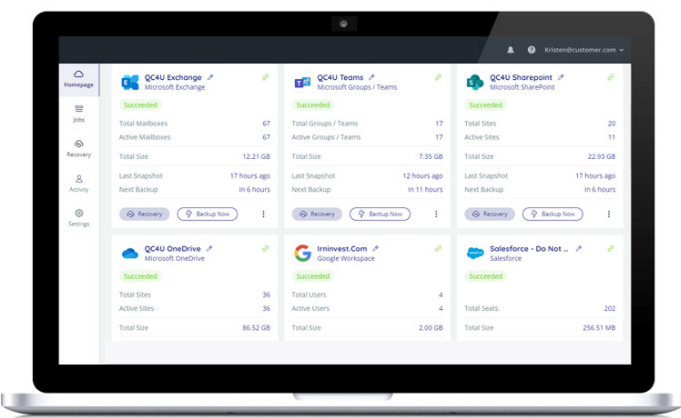 Kristen@customer.com
Homepage
Jobs
Recovery
Activity
Settings
QC4U Exchange
Microsoft Exchange
Succeeded
Total Mailboxes 67
Active Mailboxes 67
Total Size 12.21 GB
Last Snapshot 17 hours ago
Next Backup In 6 hours
Recovery Backup Now
QC4U Teams
Microsoft Groups / Teams
Succeeded
Total Groups / Teams 17
Active Groups / Teams 17
Total Size 7.35 GB
Last Snapshot 12 hours ago
Next Backup In 11 hours
Recovery Backup Now
QC4U Sharepoint
Microsoft SharePoint
Succeeded
Total Sites 20
Active Sites 11
Total Size 22.93 GB
Last Snapshot 17 hours ago
Next Backup In 6 hours
Recovery Backup Now
QC4U OneDrive
Microsoft OneDrive
Succeeded
Total Sites 36
Active Sites 36
Total Size 86.52 GB
Irninvest.Com
Google Workspace
Succeeded
Total Users 4
Active Users 4
Total Size 2.00 GB
Salesforce - Do Not ...
Salesforce
Succeeded
Total Seats 202
Total Size 256.51 MB